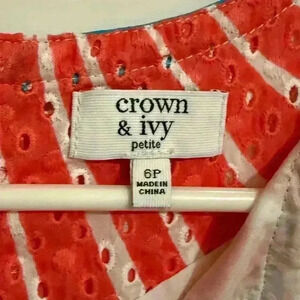 crown
& ivy
petite
6P
MADE IN
CHINA